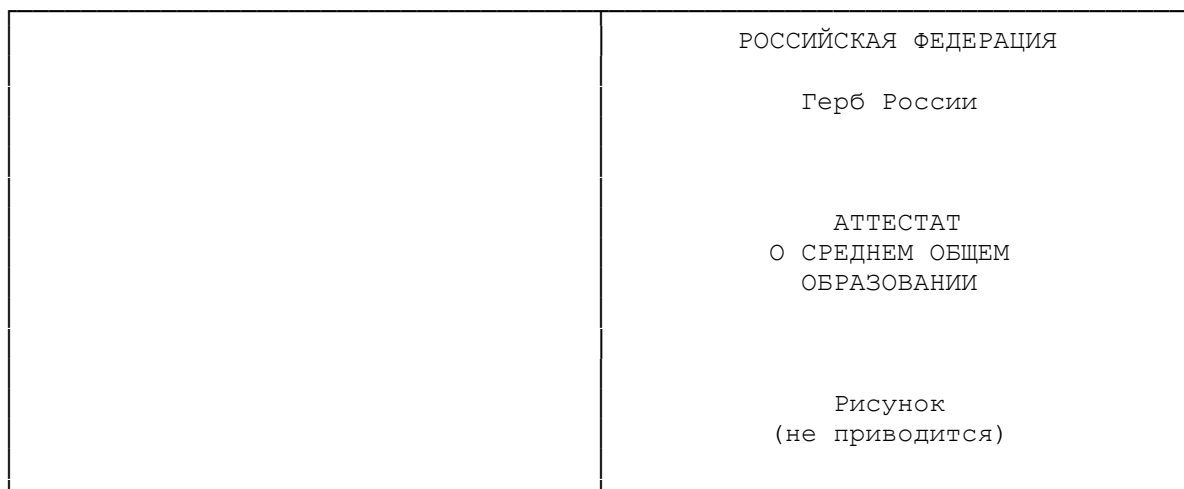 РОССИЙСКАЯ ФЕДЕРАЦИЯ
Герб России
АТТЕСТАТ
О СРЕДНЕМ ОБЩЕМ
ОБРАЗОВАНИИ
Рисунок
(не приводится)